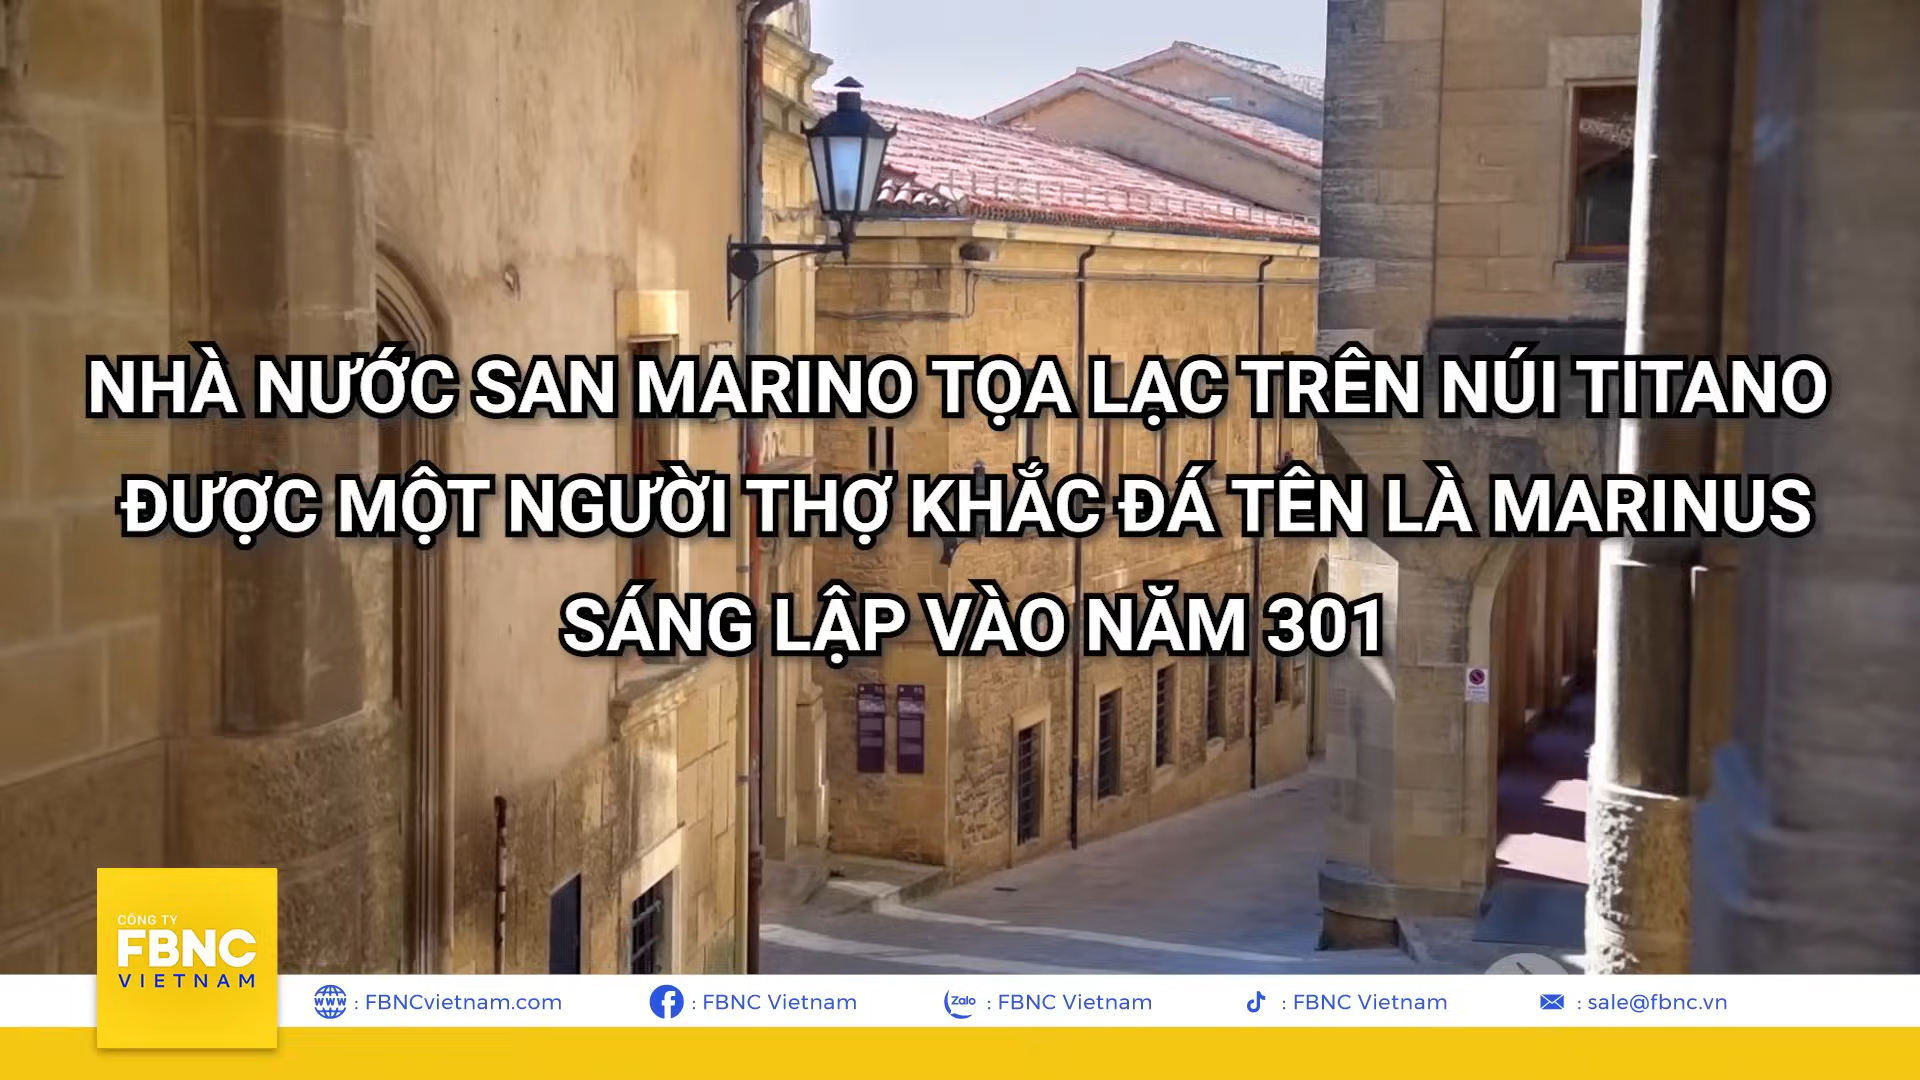 NHÀ NƯỚC SAN MARINO TỌA LẠC TRÊN NÚI TITANO
ĐƯỢC MỘT NGƯỜI THỢ KHẮC ĐÁ TÊN LÀ MARINUS
SÁNG LẬP VÀO NĂM 301
CÔNG TY
FBNC
VIETNAM
www : FBNCvietnam.com
: FBNC Vietnam
Zalo : FBNC Vietnam
: FBNC Vietnam
: sale@fbnc.vn